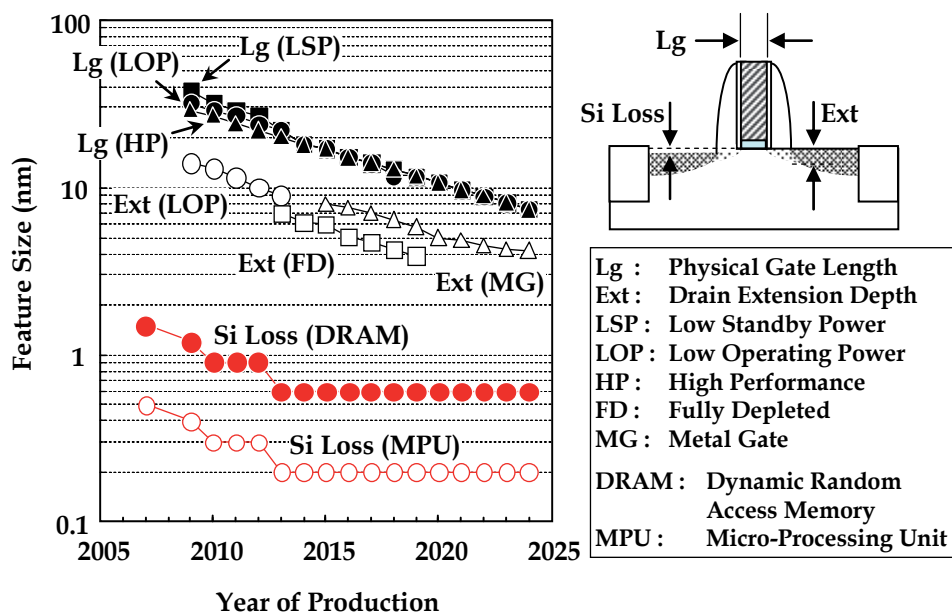 100
10
1
0.1
Feature Size (nm)
2005
2010
2015
2020
2025
Year of Production
Lg (LOP)
Lg (LSP)
Lg (HP)
Ext (LOP)
Ext (FD)
Ext (MG)
Si Loss (DRAM)
Si Loss (MPU)
Lg
Si Loss
Ext
Lg : Physical Gate Length
Ext : Drain Extension Depth
LSP : Low Standby Power
LOP : Low Operating Power
HP : High Performance
FD : Fully Depleted
MG : Metal Gate
DRAM : Dynamic Random
Access Memory
MPU : Micro-Processing Unit